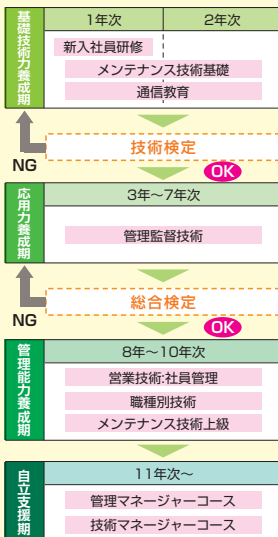 基礎技術力養成期
1年次
2年次
新入社員研修
メンテナンス技術基礎
通信教育
技術検定
NG
OK
応用力養成期
3年～7年次
管理監督技術
総合検定
NG
OK
管理能力養成期
8年～10年次
営業技術:社員管理
職種別技術
メンテナンス技術上級
自立支援期
11年次～
管理マネージャーコース
技術マネージャーコース